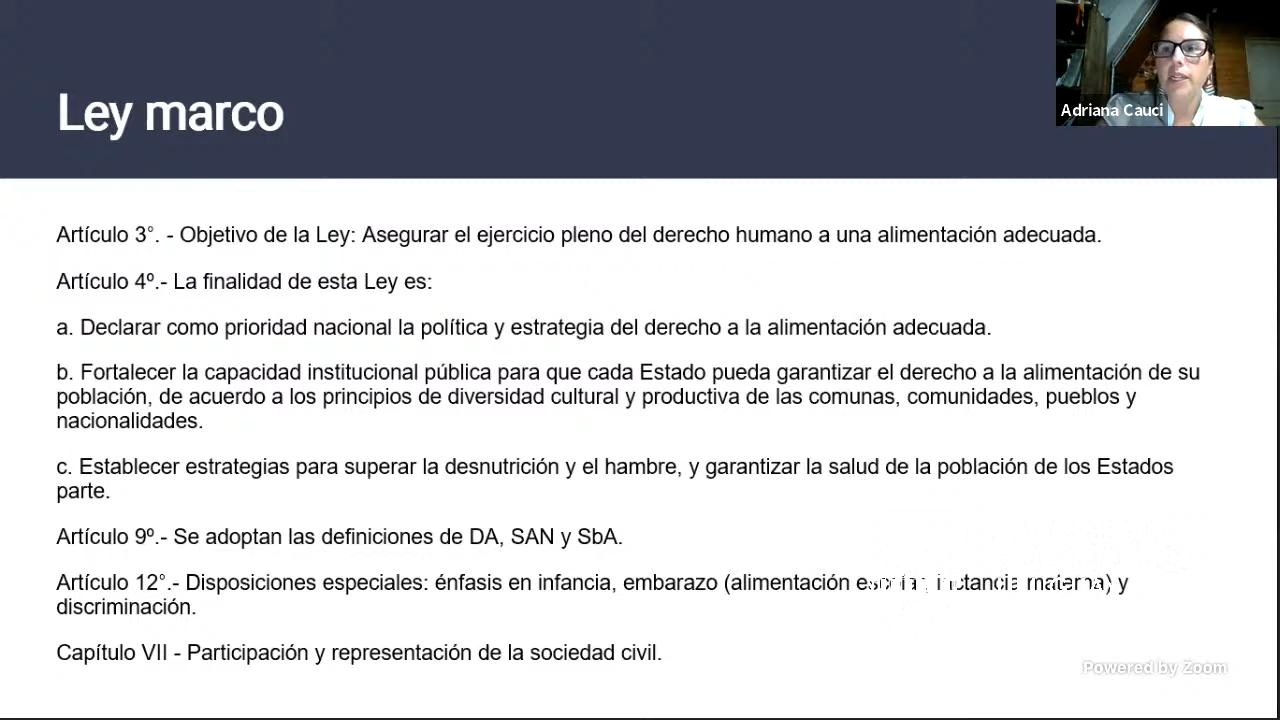 Ley marco
Adriana Cauci
Artículo 3°. - Objetivo de la Ley: Asegurar el ejercicio pleno del derecho humano a una alimentación adecuada.
Artículo 4º.- La finalidad de esta Ley es:
a. Declarar como prioridad nacional la política y estrategia del derecho a la alimentación adecuada.
b. Fortalecer la capacidad institucional pública para que cada Estado pueda garantizar el derecho a la alimentación de su
población, de acuerdo a los principios de diversidad cultural y productiva de las comunas, comunidades, pueblos y
nacionalidades.
c. Establecer estrategias para superar la desnutrición y el hambre, y garantizar la salud de la población de los Estados
parte.
Artículo 9º.- Se adoptan las definiciones de DA, SAN y SbA.
Artículo 12°.- Disposiciones especiales: énfasis en infancia, embarazo (alimentación y
discriminación.
Capítulo VII - Participación y representación de la sociedad civil.
Powered by Zoom